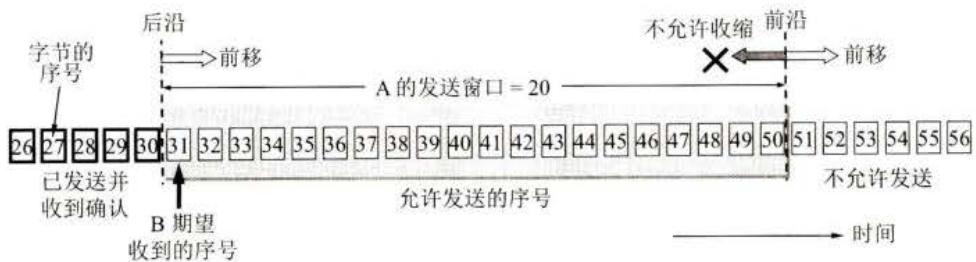 后沿
前沿
不允许收缩
字节的
序号
前移
前移
A 的发送窗口 = 20
26 27 28 29 30 31 32 33 34 35 36 37 38 39 40 41 42 43 44 45 46 47 48 49 50 51 52 53 54 55 56
已发送并
收到确认
允许发送的序号
不允许发送
B 期望
收到的序号
时间